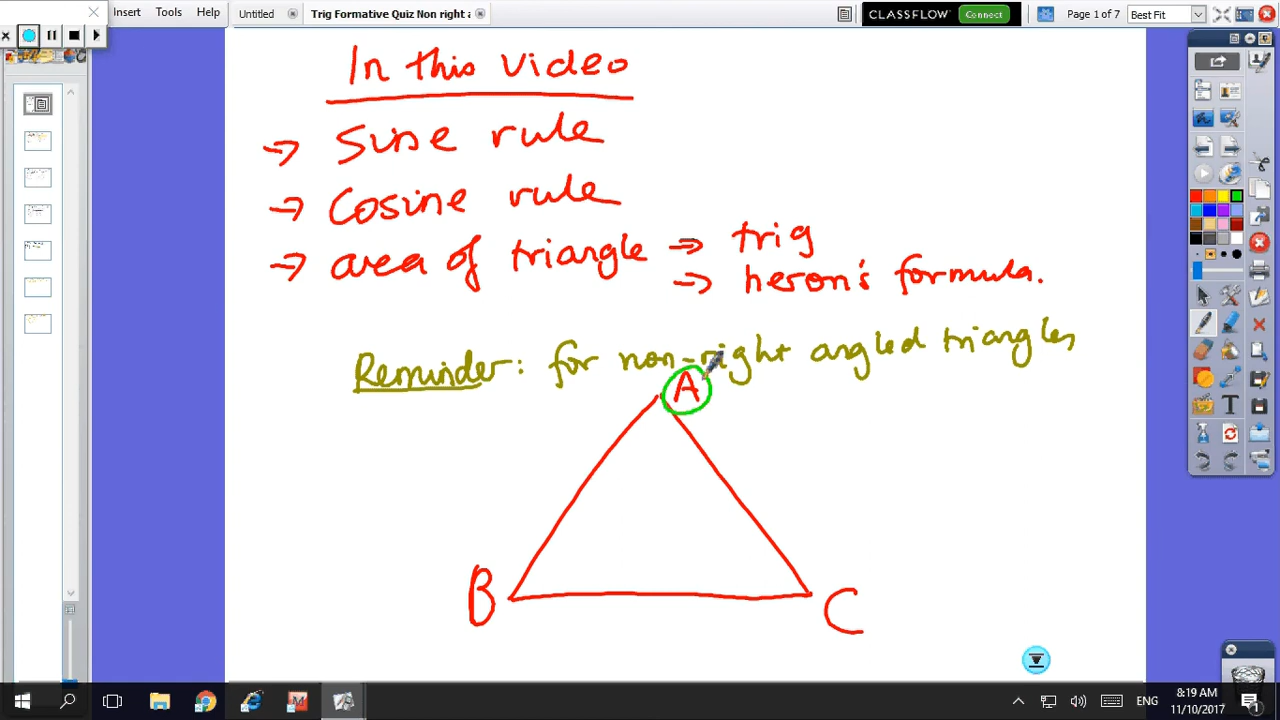 Insert Tools Help
Untitled
Trig Formative Quiz Non right a
CLASSFLOW Connect
Page 1 of 7
Best Fit
In this video
→ Sine rule
→ Cosine rule
→ area of triangle → trig
→ heron's formula.
Reminder: for non-right angled triangles
A
B
C
T
ENG
8:19 AM
11/10/2017
1